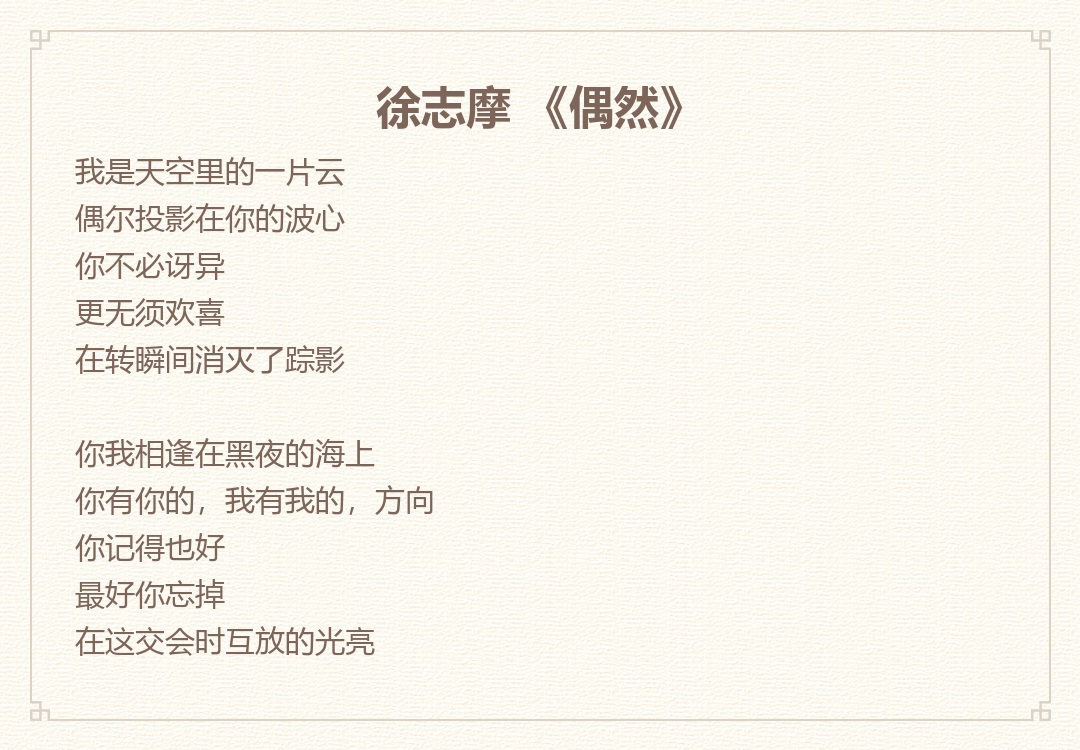 徐志摩 《偶然》
我是天空里的一片云
偶尔投影在你的波心
你不必讶异
更无须欢喜
在转瞬间消灭了踪影
你我相逢在黑夜的海上
你有你的，我有我的，方向
你记得也好
最好你忘掉
在这交会时互放的光亮